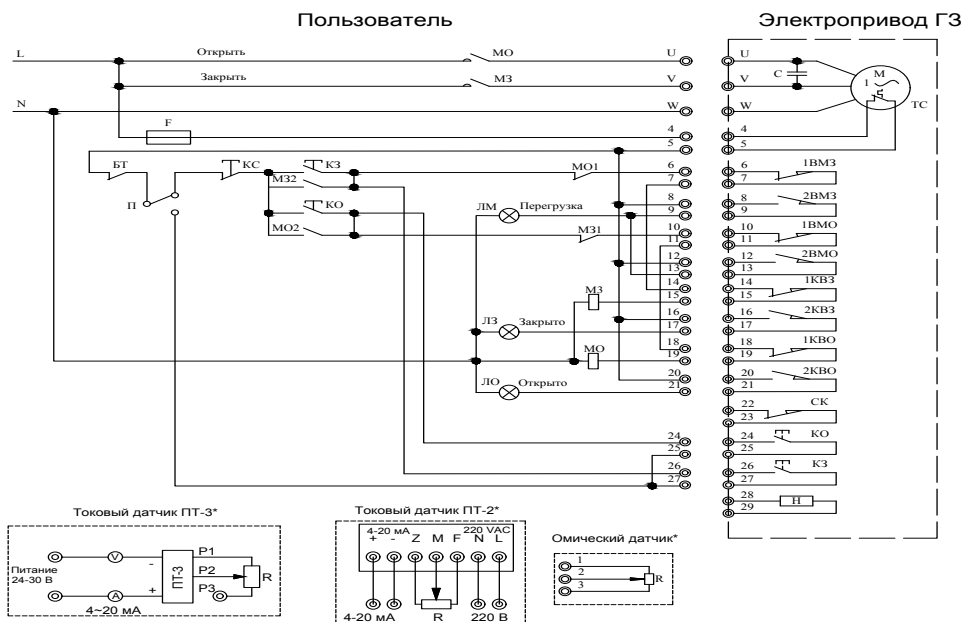 Пользователь
Электропривод ГЗ
L Открыть МО U U
С М
1
Закрыть МЗ V V
ТС
N W W
F 4 4
5 5
БТ КС КЗ МО1 6 6 1ВМЗ
МЗ2 7 7
П КО 8 8 2ВМЗ
ЛМ Перегрузка 9 9
МО2 МЗ1 10 10 1ВМО
11 11
12 12 2ВМО
13 13
14 14 1КВЗ
МЗ 15 15
16 16 2КВЗ
ЛЗ Закрыто 17 17
18 18 1КВО
МО 19 19
20 20 2КВО
ЛО Открыто 21 21
22 СК
23
24 24 КО
25 25
26 26 КЗ
27 27
28 Н
29
Токовый датчик ПТ-3*
Питание
24-30 В
V
-
ПТ-3
P1
P2
P3
R
+
A
4~20 мА
Токовый датчик ПТ-2*
4-20 мА 220 VAC
+ - Z M F N L
4-20 мА R 220 В
Омический датчик*
1
2
3
R